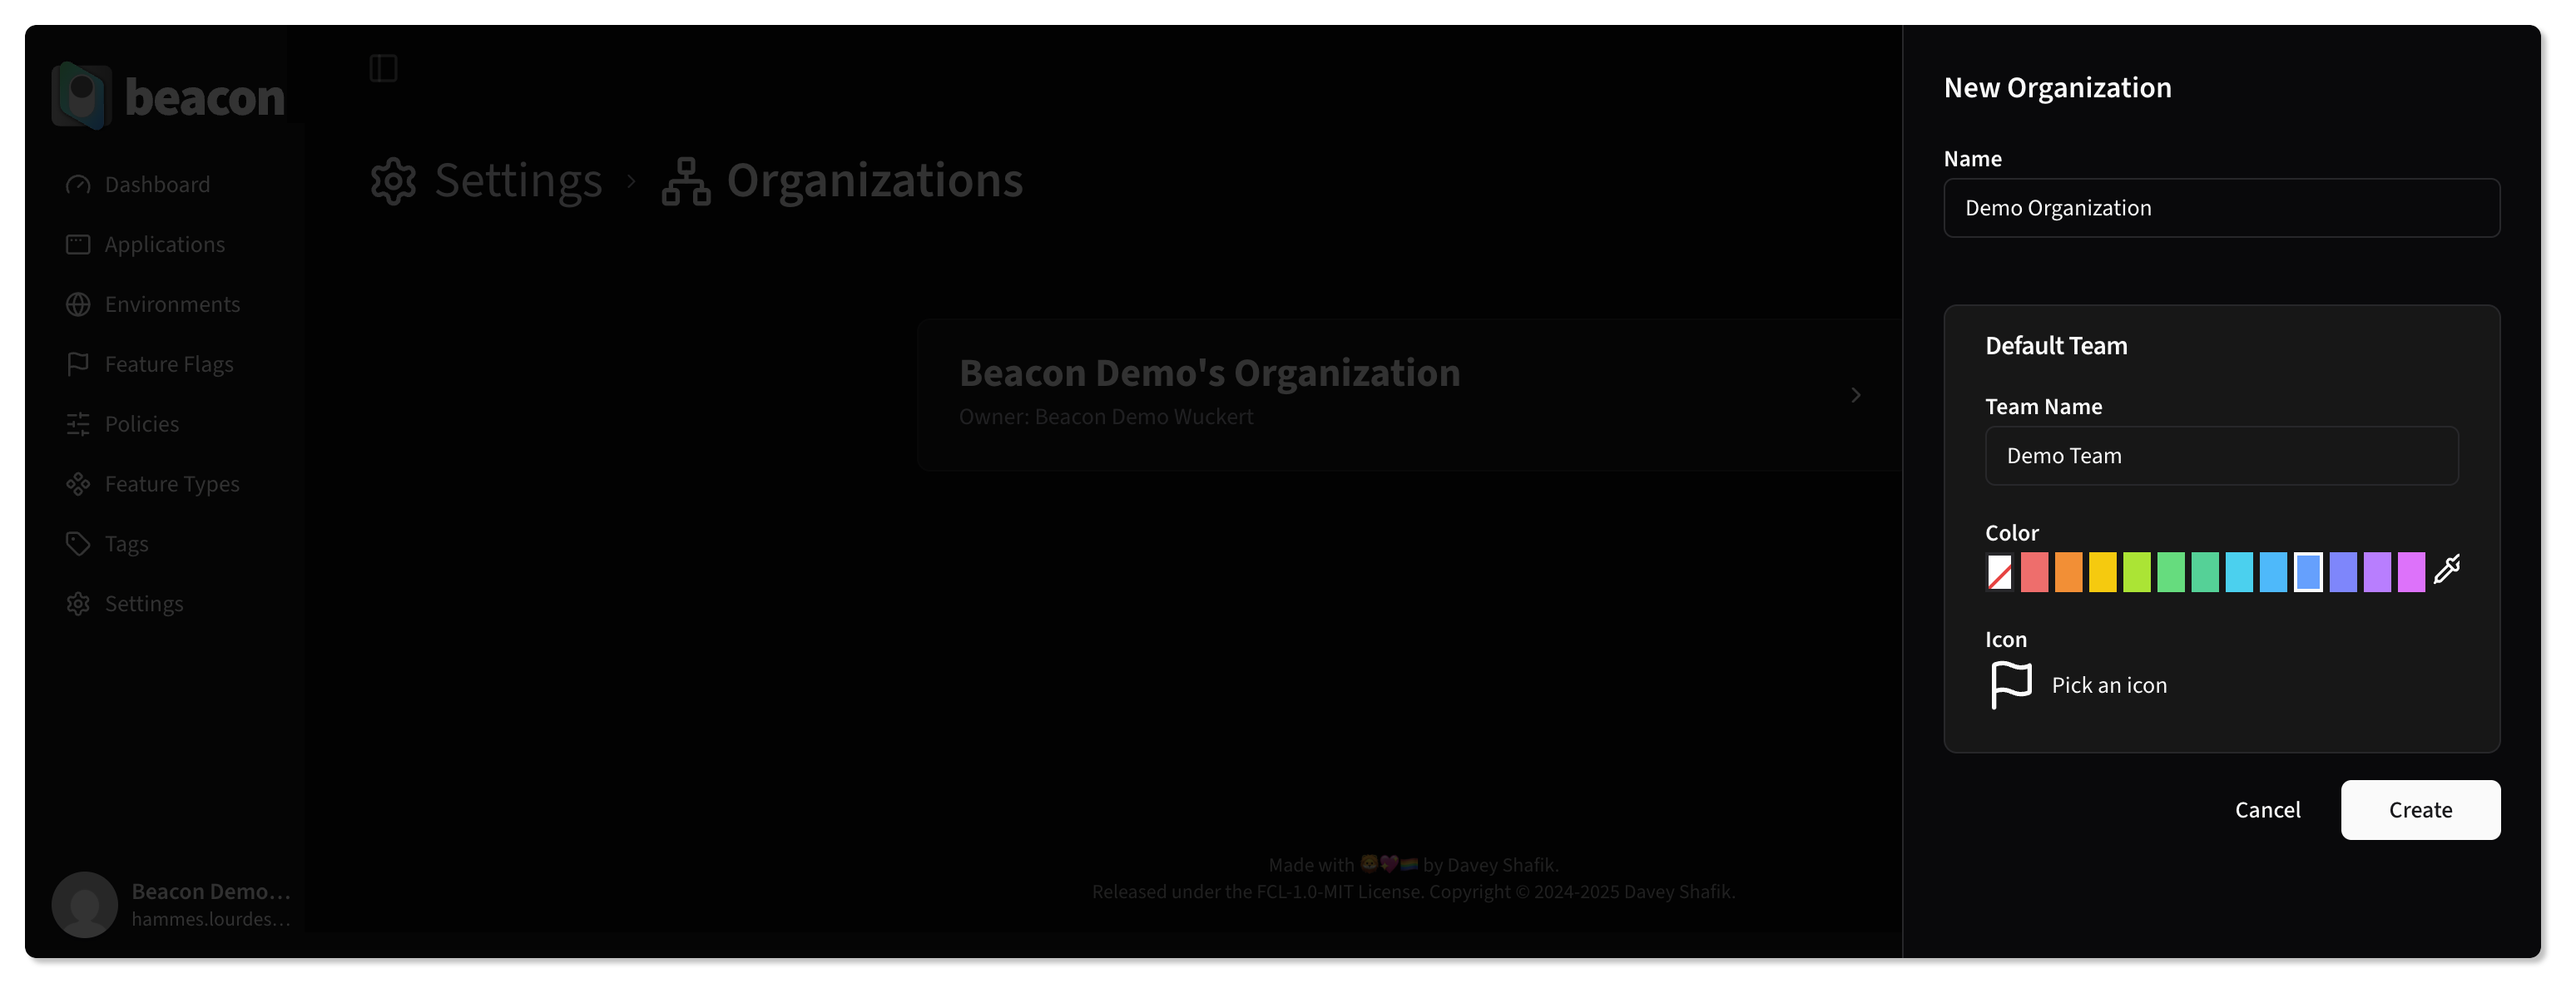 beacon
Dashboard
Applications
Environments
Feature Flags
Policies
Feature Types
Tags
Settings
Beacon Demo...
hammes.lourdes...
Settings > Organizations
Beacon Demo's Organization
Owner: Beacon Demo Wuckert
Made with 🦁💖🏳️‍🌈 by Davey Shafik.
Released under the FCL-1.0-MIT License. Copyright © 2024-2025 Davey Shafik.
New Organization
Name
Demo Organization
Default Team
Team Name
Demo Team
Color
Icon
Pick an icon
Cancel
Create